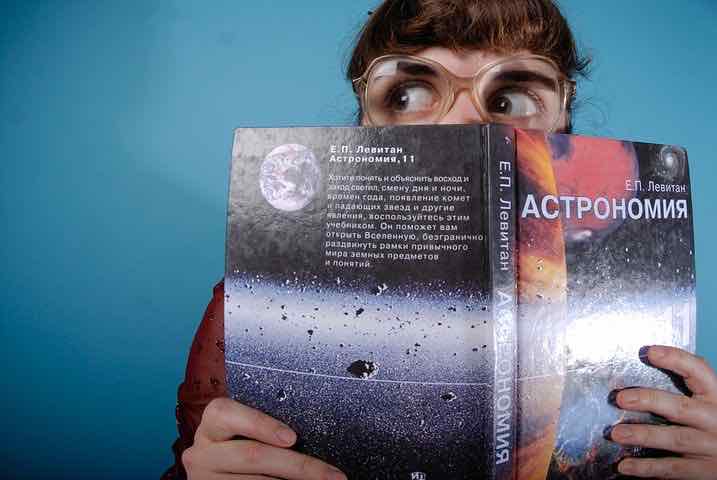 Е.П. Левитан
Астрономия, 11
Хотите понять и объяснить восход и
заход светил, смену дня и ночи,
времен года, появление комет
и падающих звезд и другие
явления, воспользуйтесь этим
учебником. Он поможет вам
открыть Вселенную, безгранично
раздвинуть рамки привычного
мира земных предметов
и понятий.
Е.П. Левитан АСТРОНОМИЯ
Е.П. Левитан
АСТРОНОМИЯ